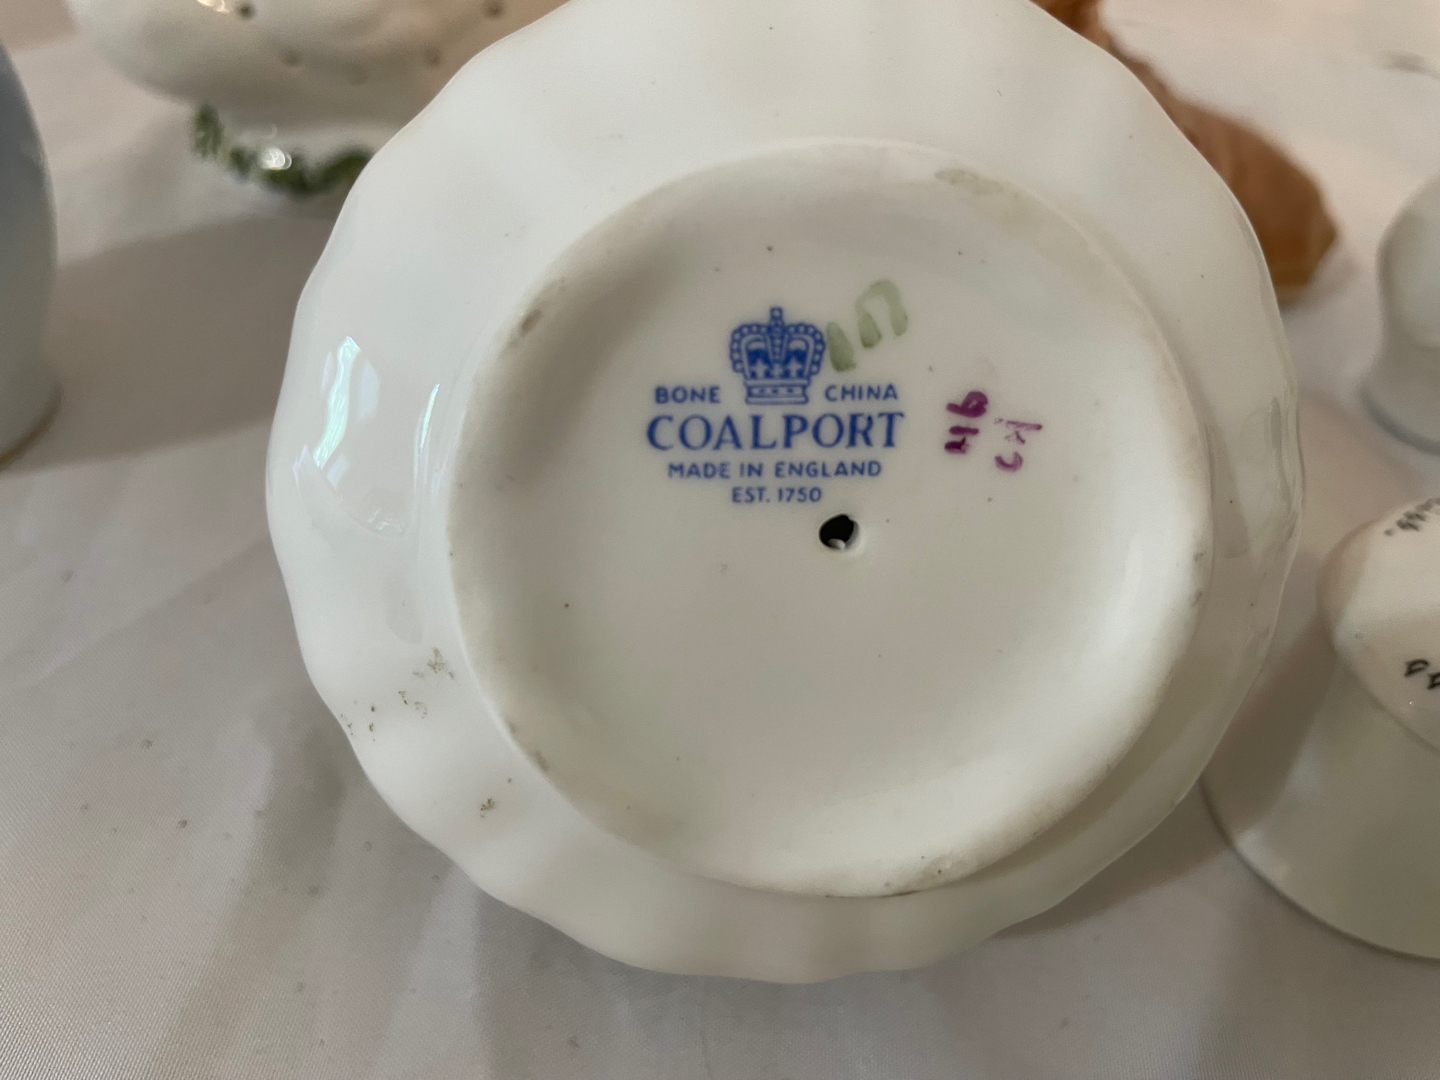 BONE CHINA
COALPORT
MADE IN ENGLAND
EST. 1750